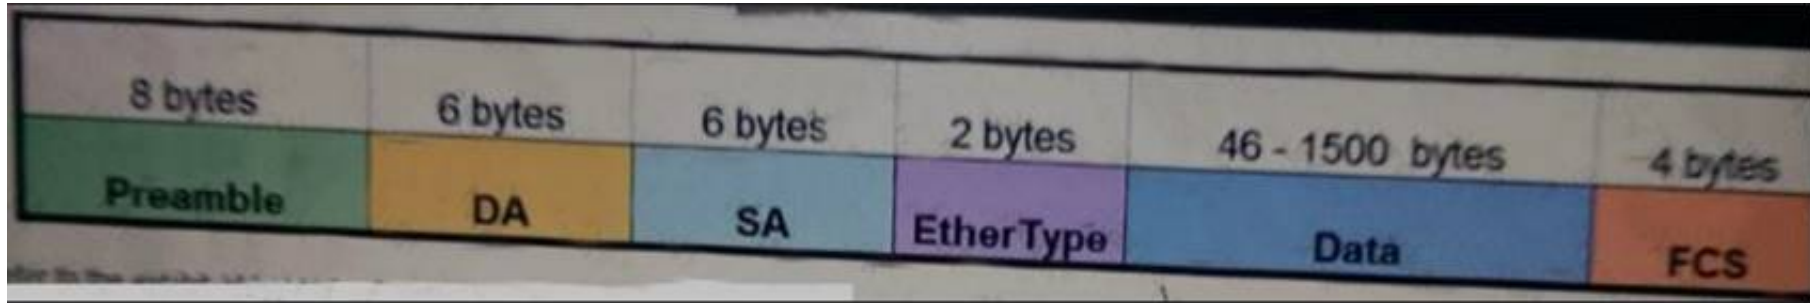 8 bytes 6 bytes 6 bytes 2 bytes 46 - 1500 bytes 4 bytes
Preamble DA SA EtherType Data FCS